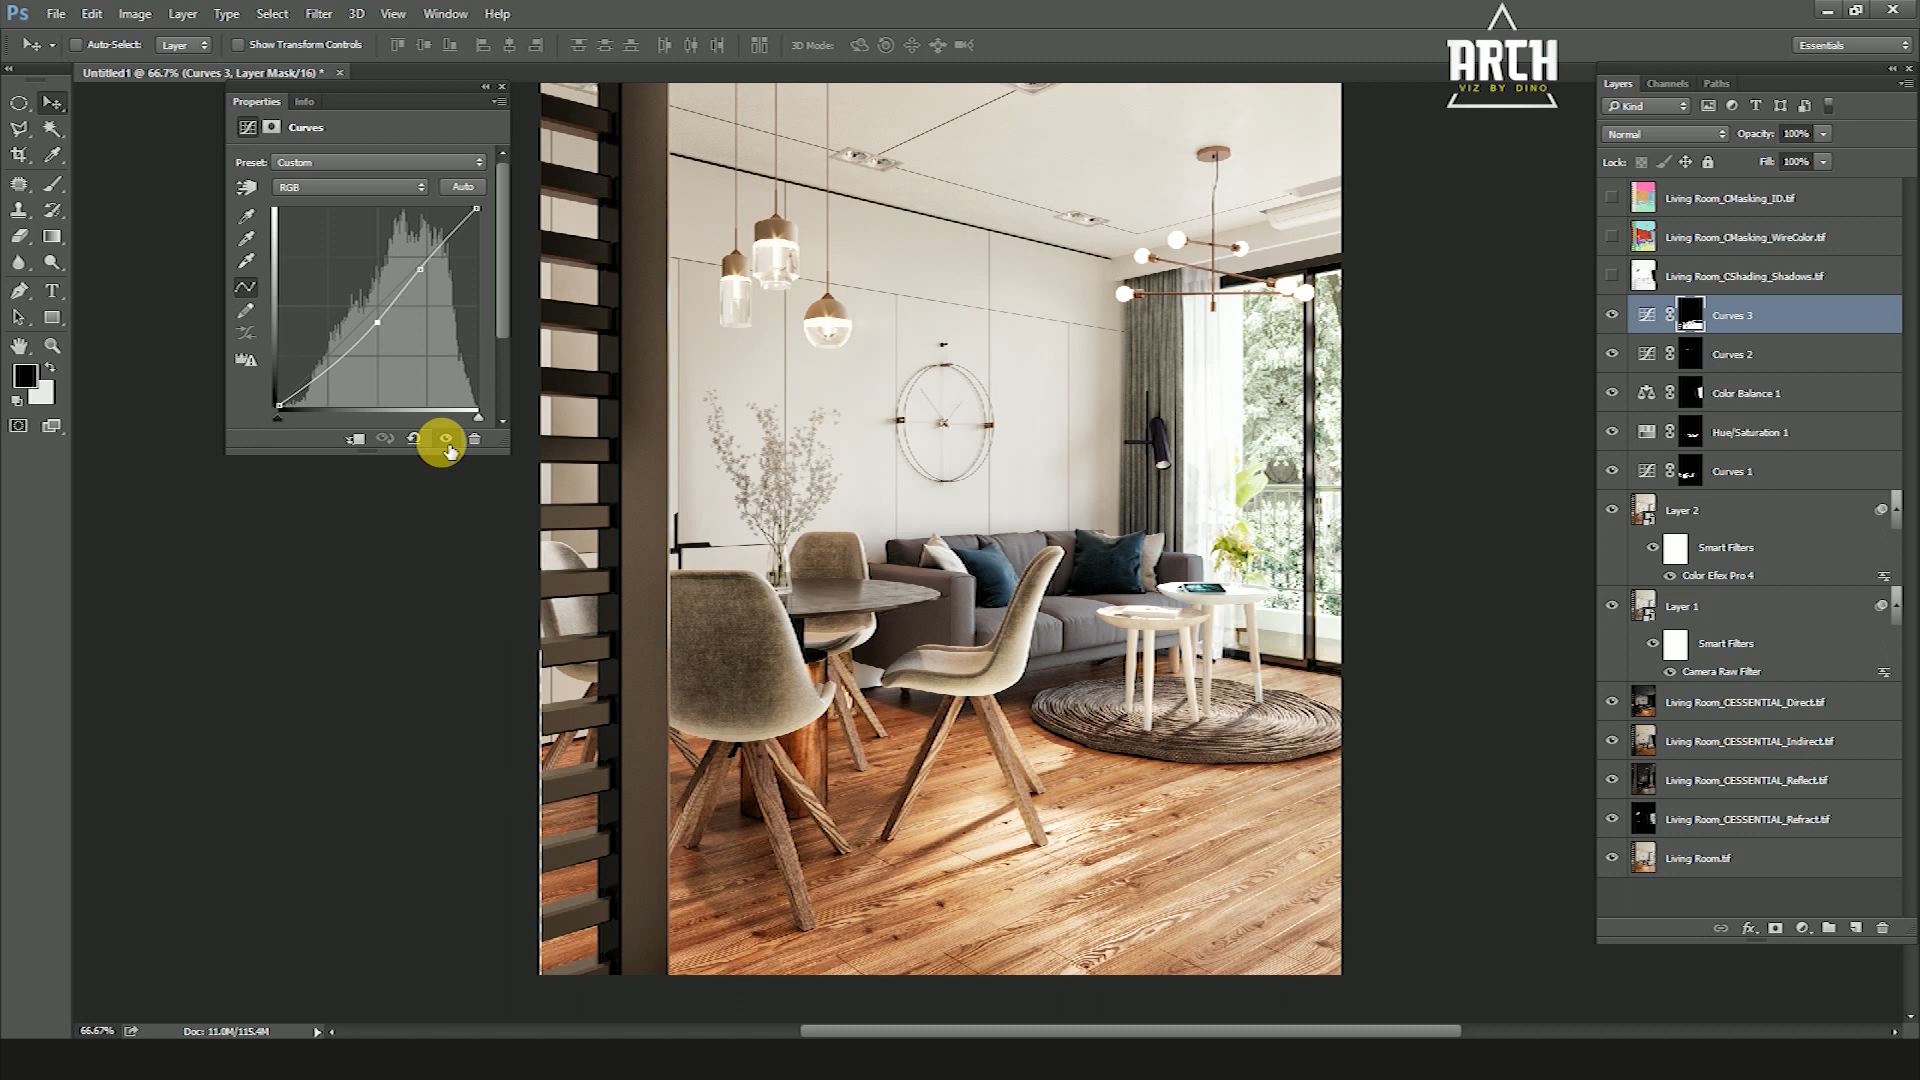 Ps File Edit Image Layer Type Select Filter 3D View Window Help
Auto-Select: Layer Show Transform Controls 3D Mode: Essentials
ARCH
VIZ BY DINO
Untitled1 @ 66.7% (Curves 3, Layer Mask/16) * ×
Properties Info
Curves
Preset: Custom
RGB Auto
Layers Channels Paths
Kind
Normal Opacity: 100%
Lock: Fill: 100%
Living Room_CMasking_ID.tif
Living Room_CMasking_WireColor.tif
Living Room_CShading_Shadows.tif
Curves 3
Curves 2
Color Balance 1
Hue/Saturation 1
Curves 1
Layer 2
Smart Filters
Color Efex Pro 4
Layer 1
Smart Filters
Camera Raw Filter
Living Room_CESSENTIAL_Direct.tif
Living Room_CESSENTIAL_Indirect.tif
Living Room_CESSENTIAL_Reflect.tif
Living Room_CESSENTIAL_Refract.tif
Living Room.tif
fx
66.67% Doc: 11.0M/115.4M